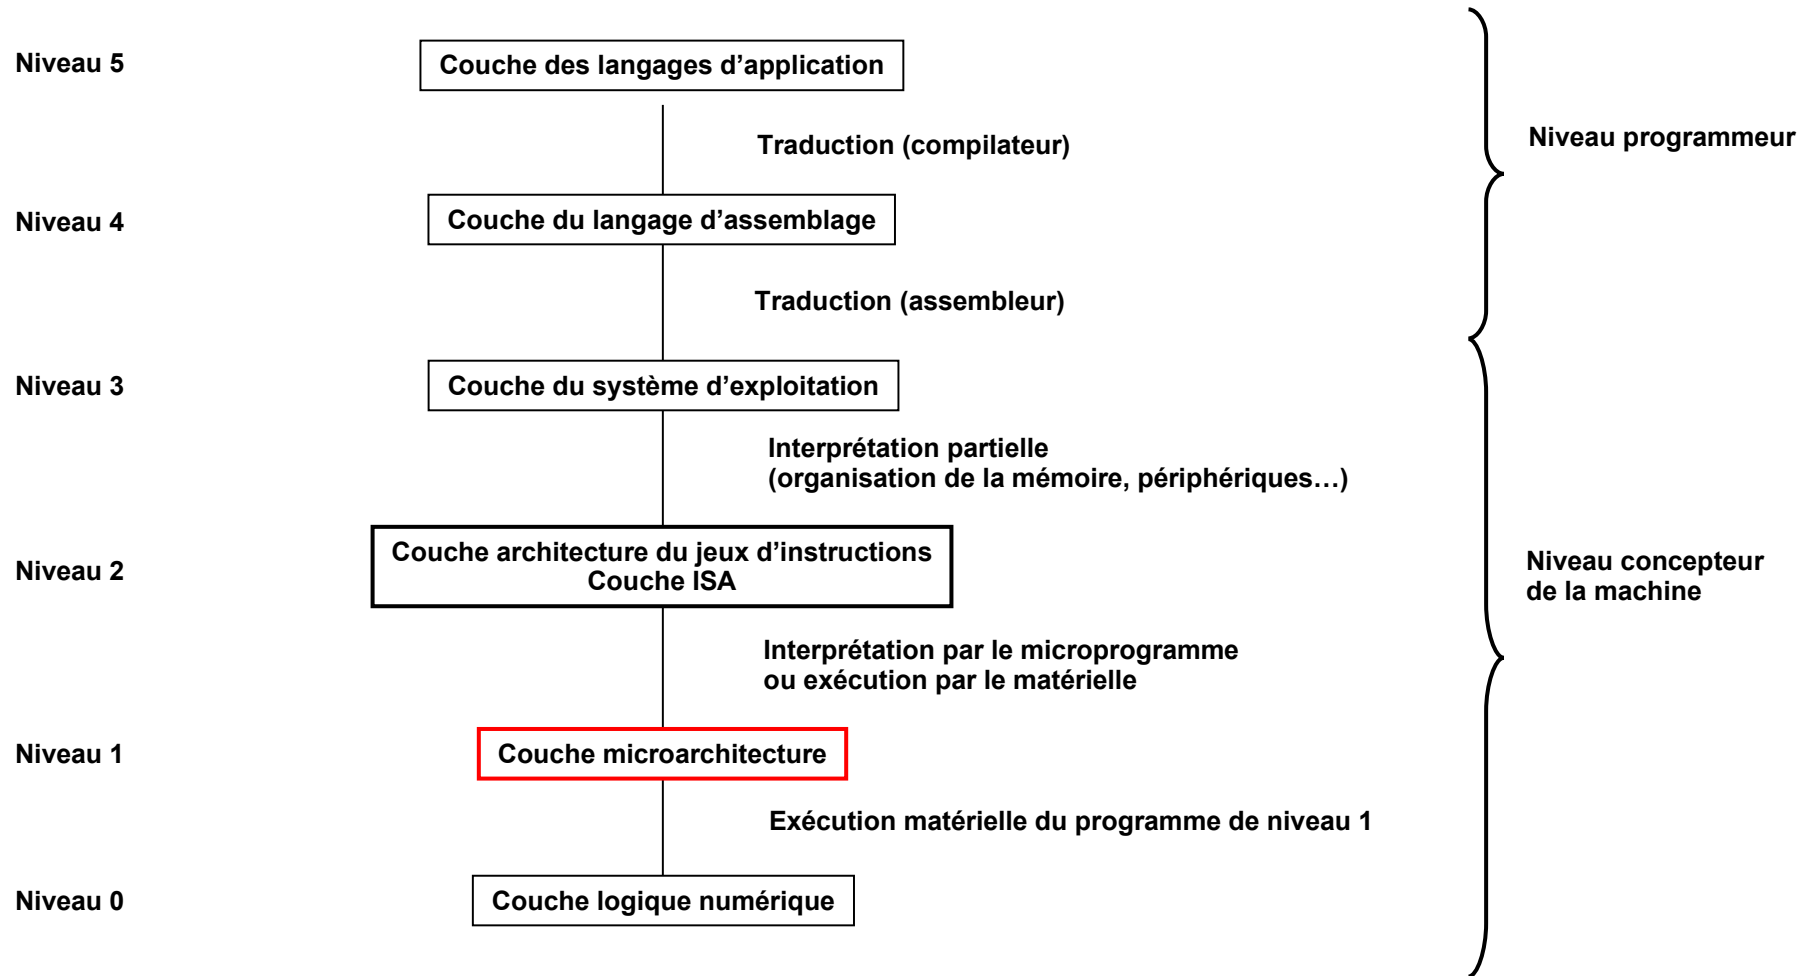 Niveau 5
Couche des langages d’application
Traduction (compilateur)
Niveau programmeur
Niveau 4
Couche du langage d’assemblage
Traduction (assembleur)
Niveau 3
Couche du système d’exploitation
Interprétation partielle
(organisation de la mémoire, périphériques…)
Niveau 2
Couche architecture du jeux d’instructions
Couche ISA
Niveau concepteur
de la machine
Interprétation par le microprogramme
ou exécution par le matérielle
Niveau 1
Couche microarchitecture
Exécution matérielle du programme de niveau 1
Niveau 0
Couche logique numérique